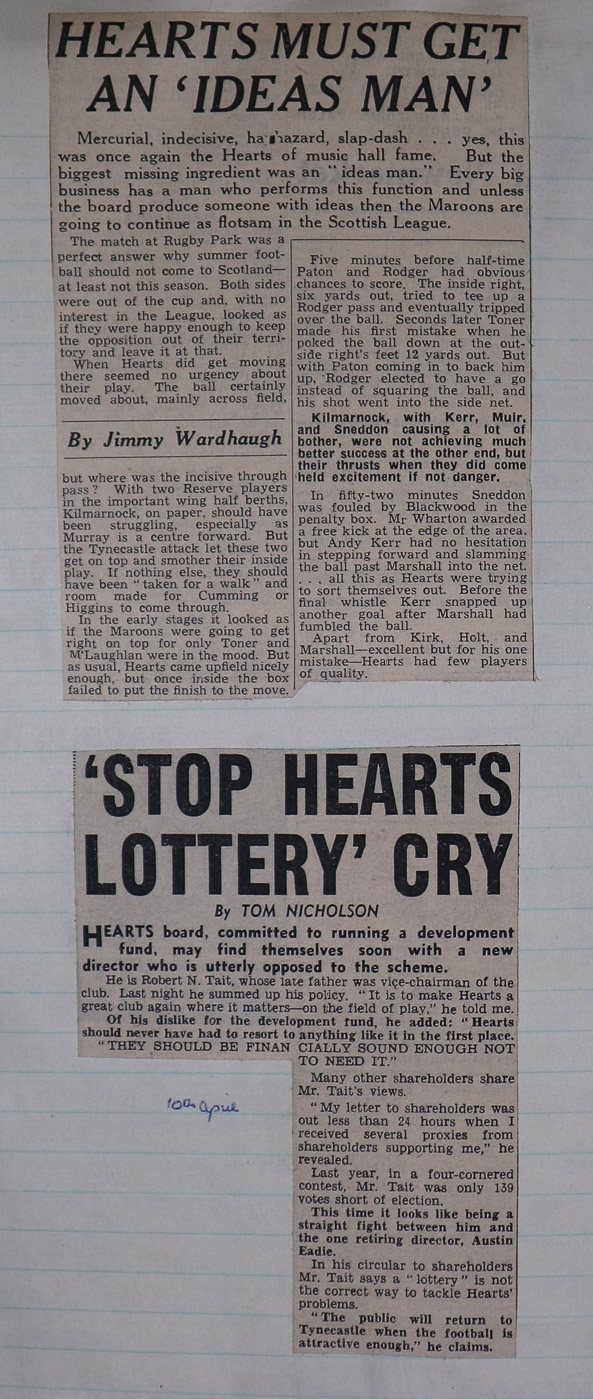 HEARTS MUST GET
AN ‘IDEAS MAN’
Mercurial, indecisive, haphazard, slap-dash . . . yes, this
was once again the Hearts of music hall fame. But the
biggest missing ingredient was an “ ideas man.” Every big
business has a man who performs this function and unless
the board produce someone with ideas then the Maroons are
going to continue as flotsam in the Scottish League.
The match at Rugby Park was a
perfect answer why summer foot-
ball should not come to Scotland—
at least not this season. Both sides
were out of the cup and, with no
interest in the League, looked as
if they were happy enough to keep
the opposition out of their terri-
tory and leave it at that.
When Hearts did get moving
there seemed no urgency about
their play. The ball certainly
moved about, mainly across field,
By Jimmy Wardhaugh
but where was the incisive through
pass ? With two Reserve players
in the important wing half berths,
Kilmarnock, on paper, should have
been struggling, especially as
Murray is a centre forward. But
the Tynecastle attack let these two
get on top and smother their inside
play. If nothing else, they should
have been “taken for a walk” and
room made for Cumming or
Higgins to come through.
In the early stages it looked as
if the Maroons were going to get
right on top for only Toner and
McLaughlan were in the mood. But
as usual, Hearts came upfield nicely
enough, but once inside the box
failed to put the finish to the move.
Five minutes before half-time
Paton and Rodger had obvious
chances to score. The inside right,
six yards out, tried to tee up a
Rodger pass and eventually tripped
over the ball. Seconds later Toner
made his first mistake when he
poked the ball down at the out-
side right's feet 12 yards out. But
with Paton coming in to back him
up, Rodger elected to have a go
instead of squaring the ball, and
his shot went into the side net.
Kilmarnock, with Kerr, Muir,
and Sneddon causing a lot of
bother, were not achieving much
better success at the other end, but
their thrusts when they did come
held excitement if not danger.
In fifty-two minutes Sneddon
was fouled by Blackwood in the
penalty box. Mr Wharton awarded
a free kick at the edge of the area,
but Andy Kerr had no hesitation
in stepping forward and slamming
the ball past Marshall into the net.
. . . all this as Hearts were trying
to sort themselves out. Before the
final whistle Kerr snapped up
another goal after Marshall had
fumbled the ball.
Apart from Kirk, Holt, and
Marshall—excellent but for his one
mistake—Hearts had few players
of quality.
‘STOP HEARTS
LOTTERY’ CRY
By TOM NICHOLSON
HEARTS board, committed to running a development
fund, may find themselves soon with a new
director who is utterly opposed to the scheme.
He is Robert N. Tait, whose late father was vice-chairman of the
club. Last night he summed up his policy. “ It is to make Hearts a
great club again where it matters—on the field of play,” he told me.
Of his dislike for the development fund, he added: “ Hearts
should never have had to resort to anything like it in the first place.
“ THEY SHOULD BE FINAN CIALLY SOUND ENOUGH NOT
TO NEED IT.”
Many other shareholders share
Mr. Tait's views.
“ My letter to shareholders was
out less than 24 hours when I
received several proxies from
shareholders supporting me,” he
revealed.
Last year, in a four-cornered
contest, Mr. Tait was only 139
votes short of election.
This time it looks like being a
straight fight between him and
the one retiring director, Austin
Eadie.
In his circular to shareholders
Mr. Tait says a “ lottery ” is not
the correct way to tackle Hearts'
problems.
“ The public will return to
Tynecastle when the football is
attractive enough,” he claims.
10th April